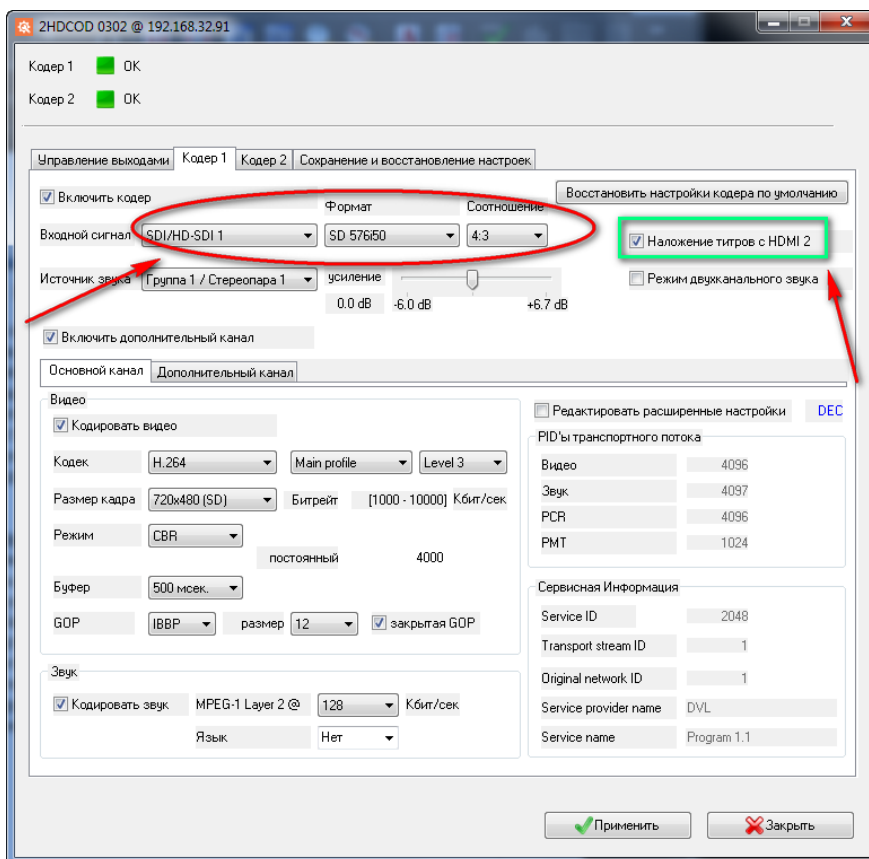 2HDCOD 0302 @ 192.168.32.91
Кодер 1 OK
Кодер 2 OK
Управление выходами Кодер 1 Кодер 2 Сохранение и восстановление настроек
Включить кодер
Восстановить настройки кодера по умолчанию
Формат Соотношение
Входной сигнал SDI/HD-SDI 1 SD 576i50 4:3
Наложение титров с HDMI 2
Источник звука Группа 1 / Стереопара 1 усиление
Режим двухканального звука
0.0 dB -6.0 dB +6.7 dB
Включить дополнительный канал
Основной канал Дополнительный канал
Видео
Кодировать видео
Кодек H.264 Main profile Level 3
Размер кадра 720x480 (SD) Битрейт [1000 - 10000] Кбит/сек
Режим CBR
постоянный 4000
Буфер 500 мсек.
GOP IBBP размер 12 закрытая GOP
Звук
Кодировать звук MPEG-1 Layer 2 @ 128 Кбит/сек
Язык Нет
Редактировать расширенные настройки DEC
PID'ы транспортного потока
Видео 4096
Звук 4097
PCR 4096
PMT 1024
Сервисная Информация
Service ID 2048
Transport stream ID 1
Original network ID 1
Service provider name DVL
Service name Program 1.1
Применить Закрыть